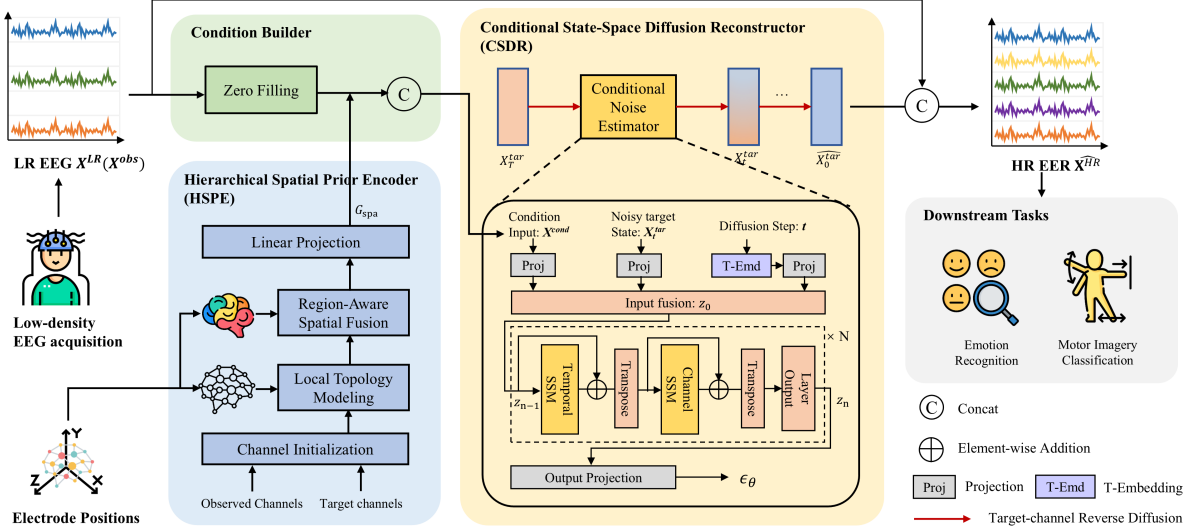 LR EEG X^LR(X^obs)
Low-density
EEG acquisition
Electrode Positions
Condition Builder
Zero Filling
C
Hierarchical Spatial Prior Encoder
(HSPE)
G_spa
Linear Projection
Region-Aware
Spatial Fusion
Local Topology
Modeling
Channel Initialization
Observed Channels
Target channels
Y
Z
X
Conditional State-Space Diffusion Reconstructor
(CSDR)
X_T^tar
Conditional
Noise
Estimator
X_t^tar
...
\widehat{X_0^tar}
Condition
Input: X^cond
Noisy target
State: X_t^tar
Diffusion Step: t
Proj
Proj
T-Emd
Proj
Input fusion: z_0
× N
z_{n-1}
Temporal
SSM
Transpose
Channel
SSM
Transpose
Layer
Output
z_n
Output Projection
ϵ_θ
C
HR EER \widehat{X^{HR}}
Downstream Tasks
Emotion
Recognition
Motor Imagery
Classification
C Concat
Element-wise Addition
Proj Projection
T-Emd T-Embedding
Target-channel Reverse Diffusion